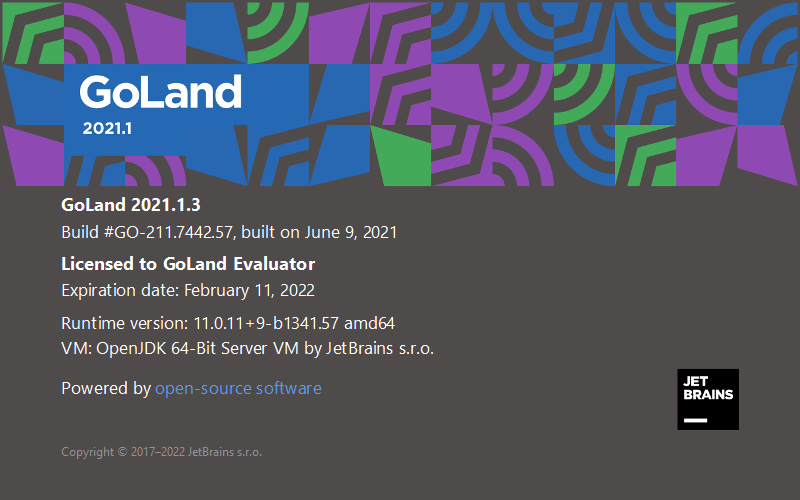 GoLand
2021.1
GoLand 2021.1.3
Build #GO-211.7442.57, built on June 9, 2021
Licensed to GoLand Evaluator
Expiration date: February 11, 2022
Runtime version: 11.0.11+9-b1341.57 amd64
VM: OpenJDK 64-Bit Server VM by JetBrains s.r.o.
Powered by open-source software
JET
BRAINS
Copyright © 2017–2022 JetBrains s.r.o.